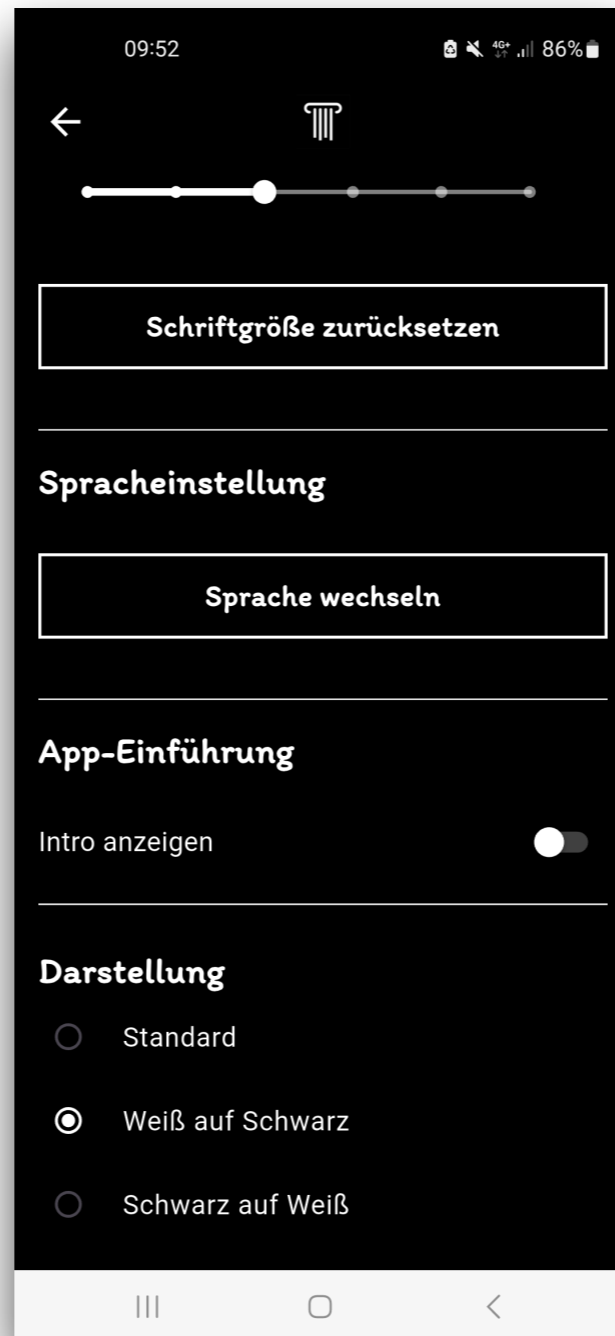 09:52
4G+ 86%
Schriftgröße zurücksetzen
Spracheinstellung
Sprache wechseln
App-Einführung
Intro anzeigen
Darstellung
Standard
Weiß auf Schwarz
Schwarz auf Weiß